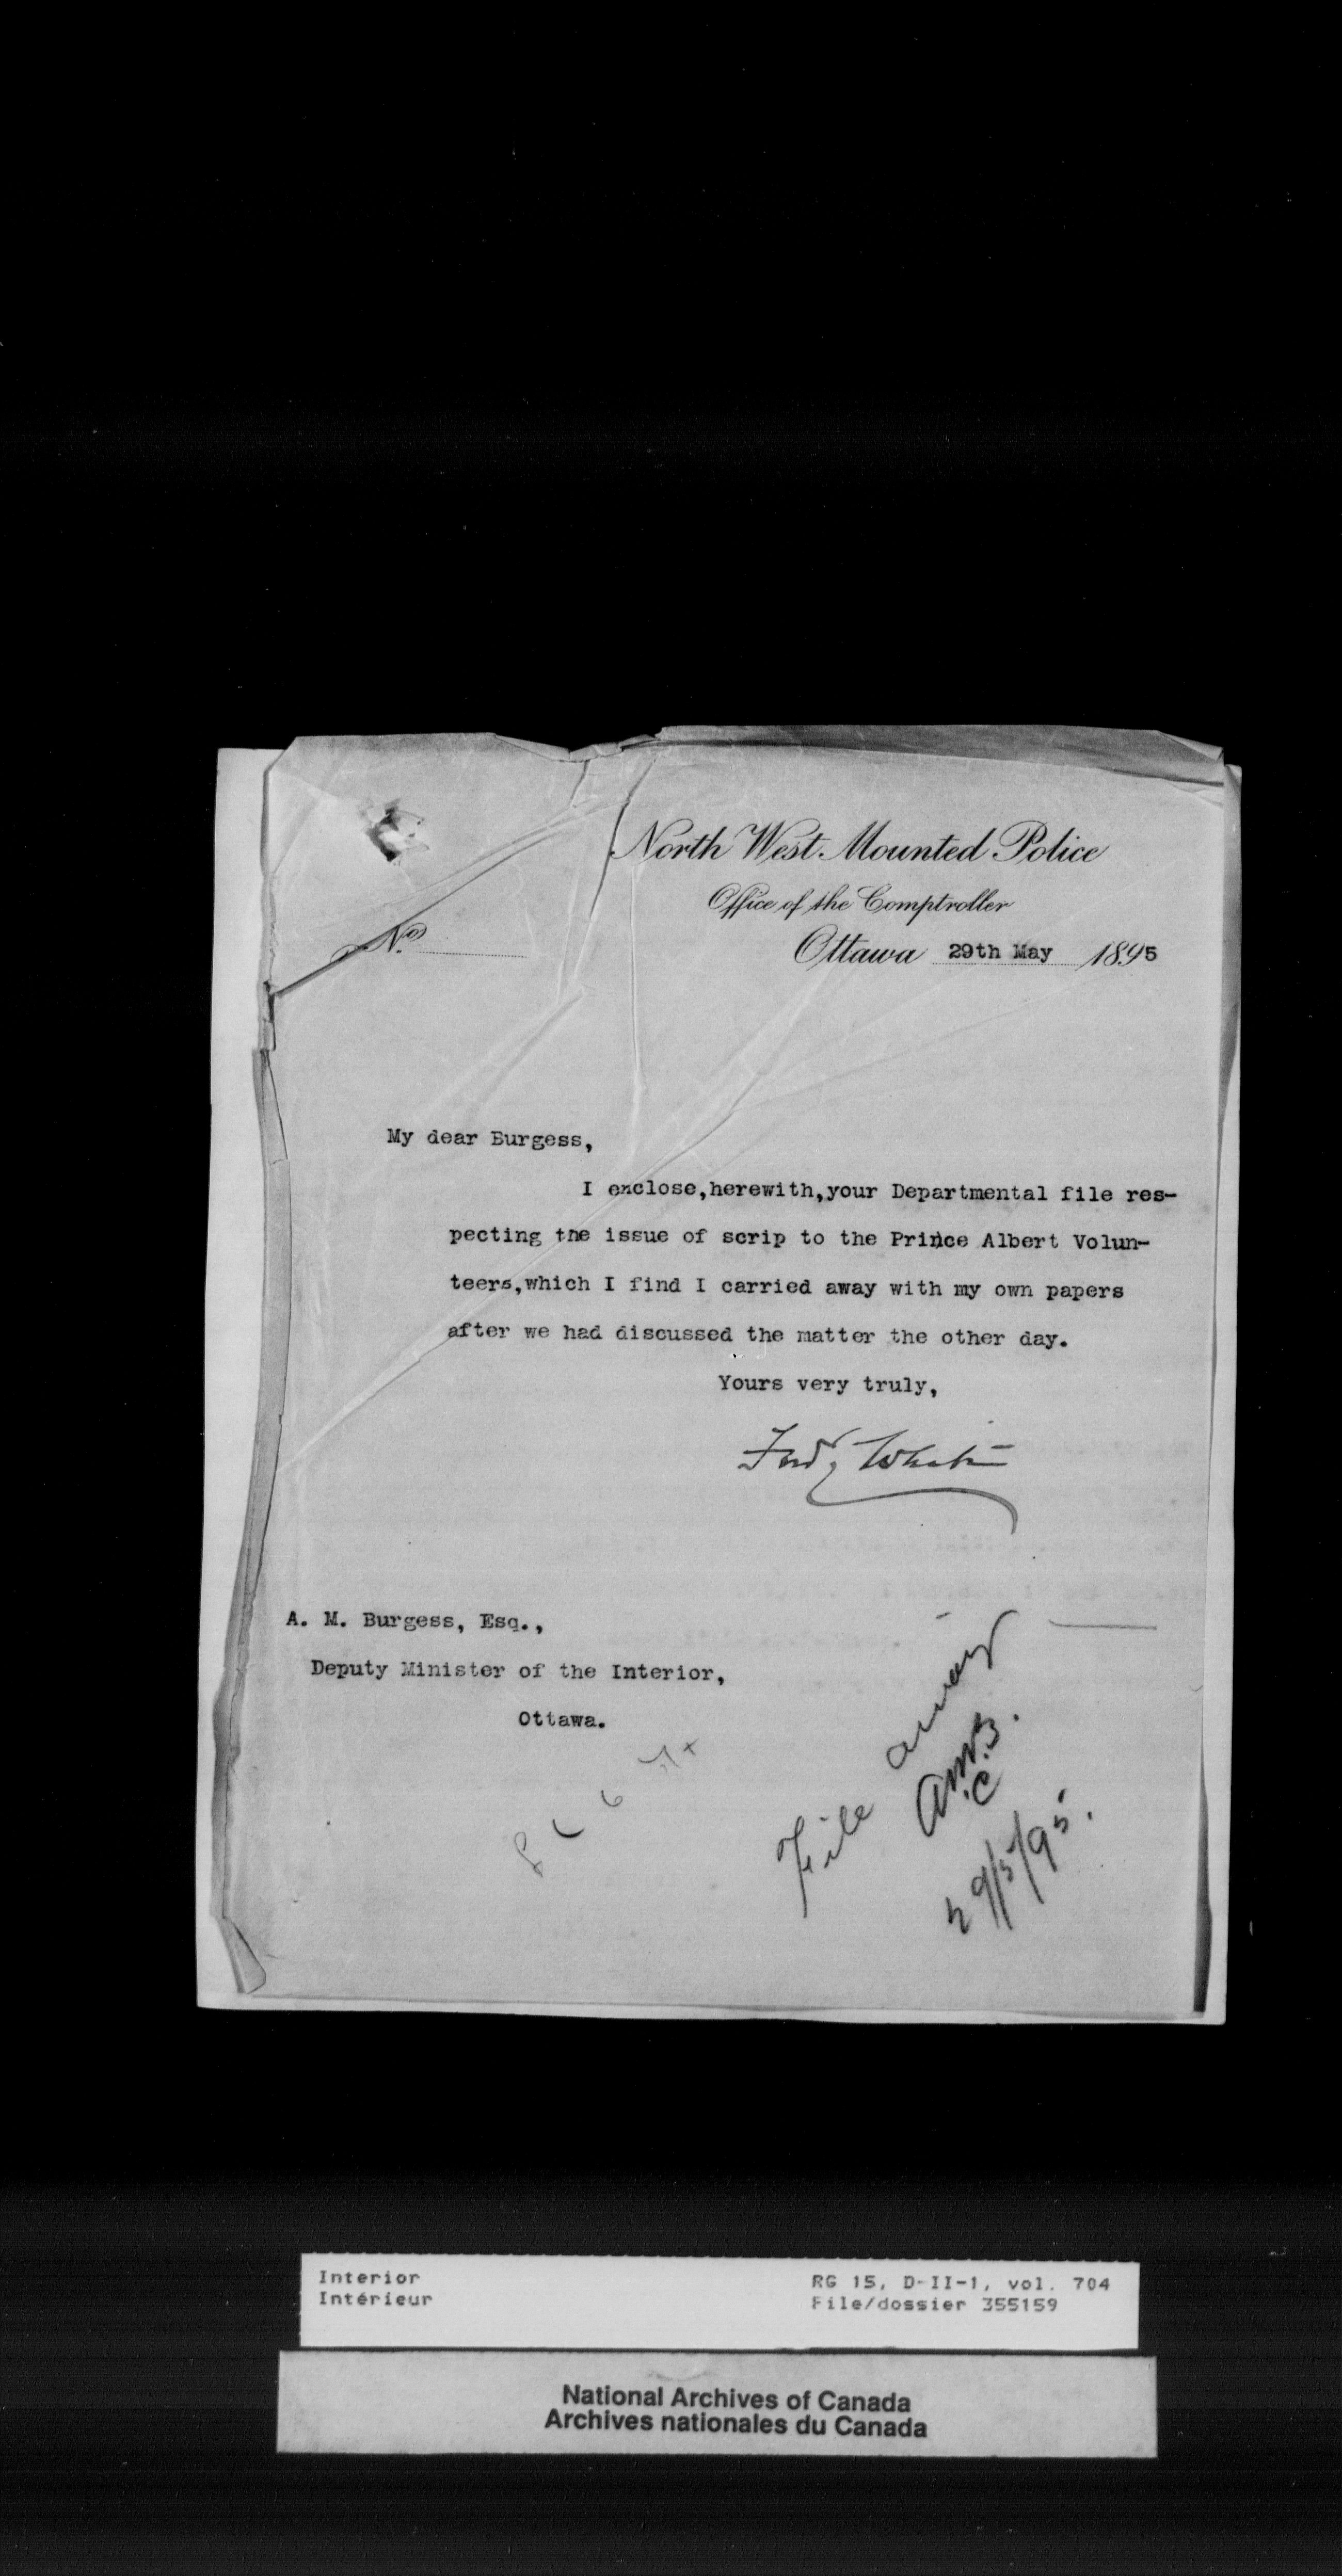 North West Mounted Police
Office of the Comptroller
No.
Ottawa 29th May 1895
My dear Burgess,
I enclose,herewith,your Departmental file res-
pecting the issue of scrip to the Prince Albert Volun-
teers,which I find I carried away with my own papers
after we had discussed the matter the other day.
Yours very truly,
Fred White
A. M. Burgess, Esq.,
Deputy Minister of the Interior,
Ottawa.
File away
A.M.B.
29/5/95.
Interior
Intérieur
RG 15, D-II-1, vol. 704
File/dossier 355159
National Archives of Canada
Archives nationales du Canada